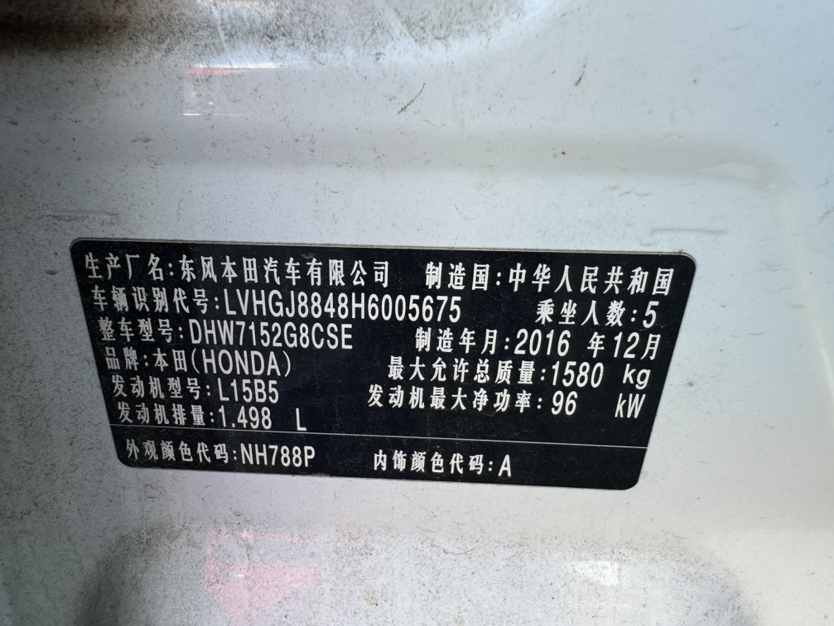 生产厂名:东风本田汽车有限公司 制造国:中华人民共和国
车辆识别代号:LVHGJ8848H6005675 乘坐人数:5
整车型号:DHW7152G8CSE 制造年月:2016 年12月
品牌:本田(HONDA) 最大允许总质量:1580 kg
发动机型号:L15B5 发动机最大净功率:96 kW
发动机排量:1.498 L
外观颜色代码:NH788P 内饰颜色代码:A